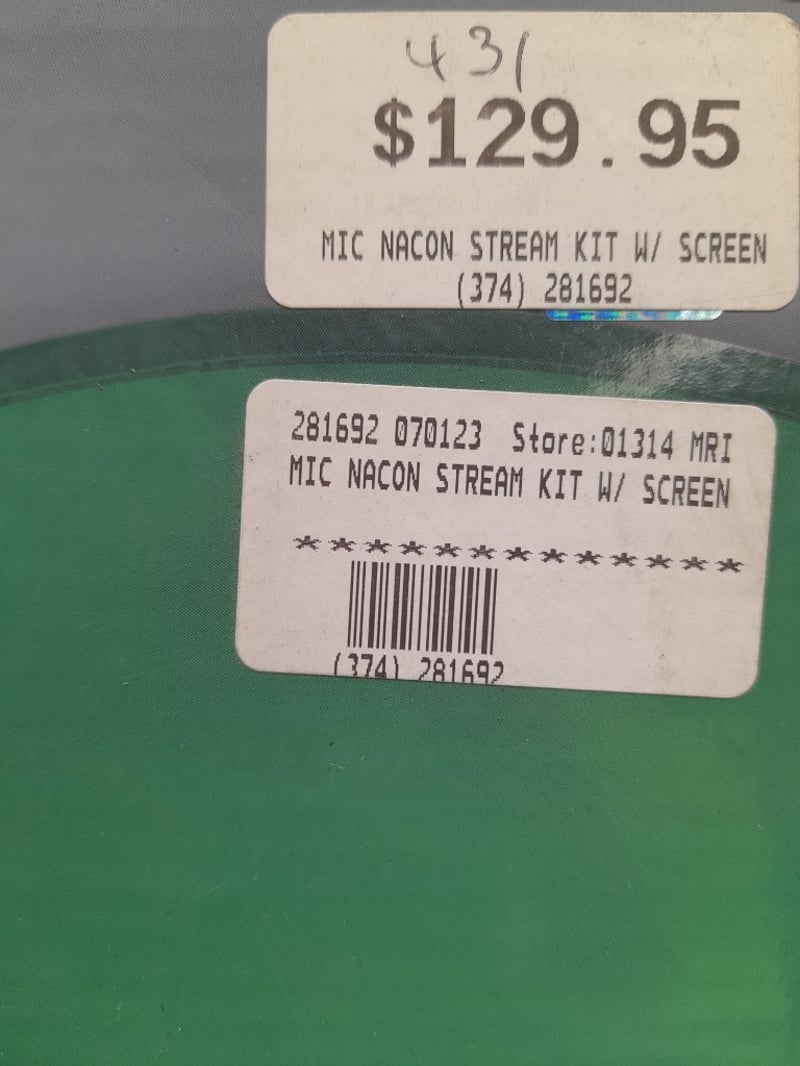 431
$129.95
MIC NACON STREAM KIT W/ SCREEN
(374) 281692
281692 070123 Store:01314 MRI
MIC NACON STREAM KIT W/ SCREEN
*************
(374) 281692